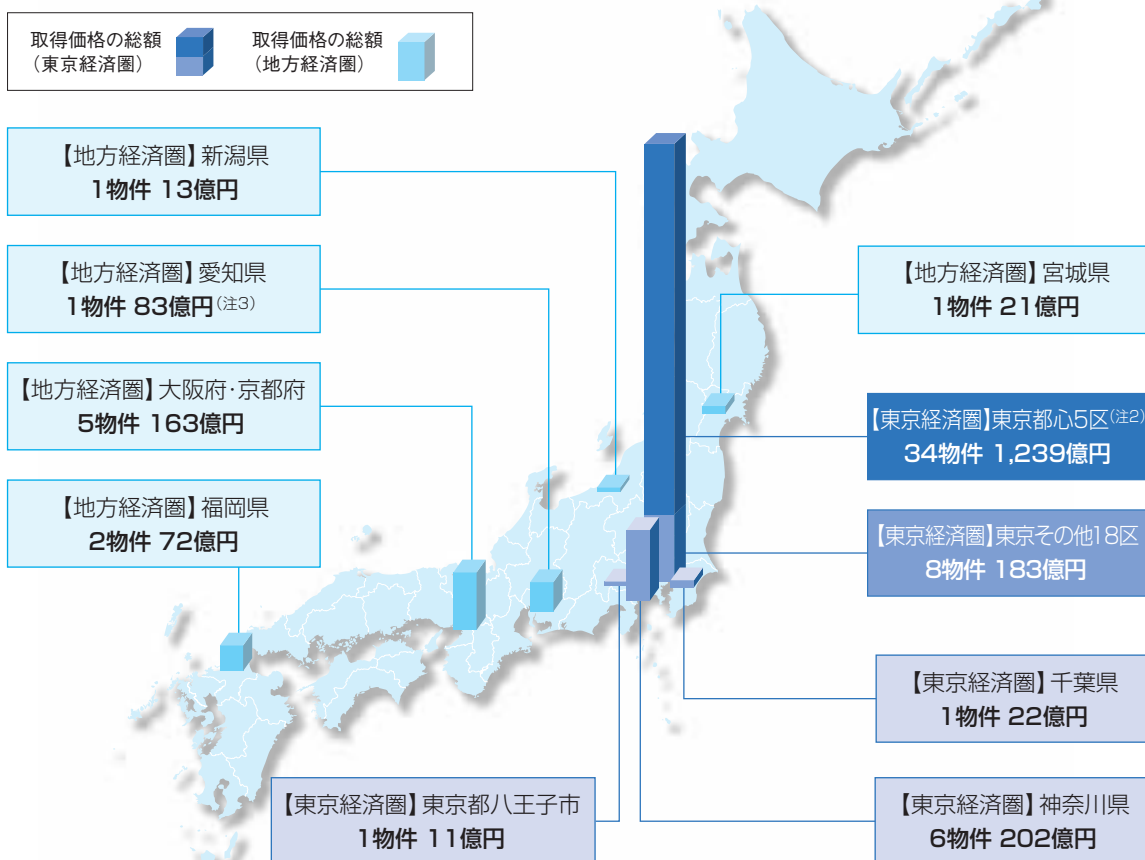 取得価格の総額
(東京経済圏)
取得価格の総額
(地方経済圏)
【地方経済圏】新潟県
1物件 13億円
【地方経済圏】愛知県
1物件 83億円(注3)
【地方経済圏】大阪府・京都府
5物件 163億円
【地方経済圏】福岡県
2物件 72億円
【地方経済圏】宮城県
1物件 21億円
【東京経済圏】東京都心5区(注2)
34物件 1,239億円
【東京経済圏】東京その他18区
8物件 183億円
【東京経済圏】千葉県
1物件 22億円
【東京経済圏】東京都八王子市
1物件 11億円
【東京経済圏】神奈川県
6物件 202億円